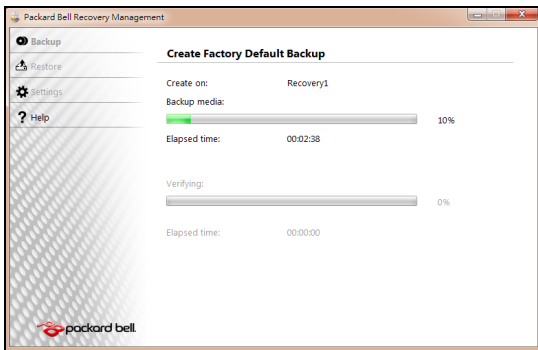 Packard Bell Recovery Management
Backup
Restore
Settings
? Help
Create Factory Default Backup
Create on: Recovery1
Backup media:
10%
Elapsed time: 00:02:38
Verifying:
0%
Elapsed time: 00:00:00
packard bell.